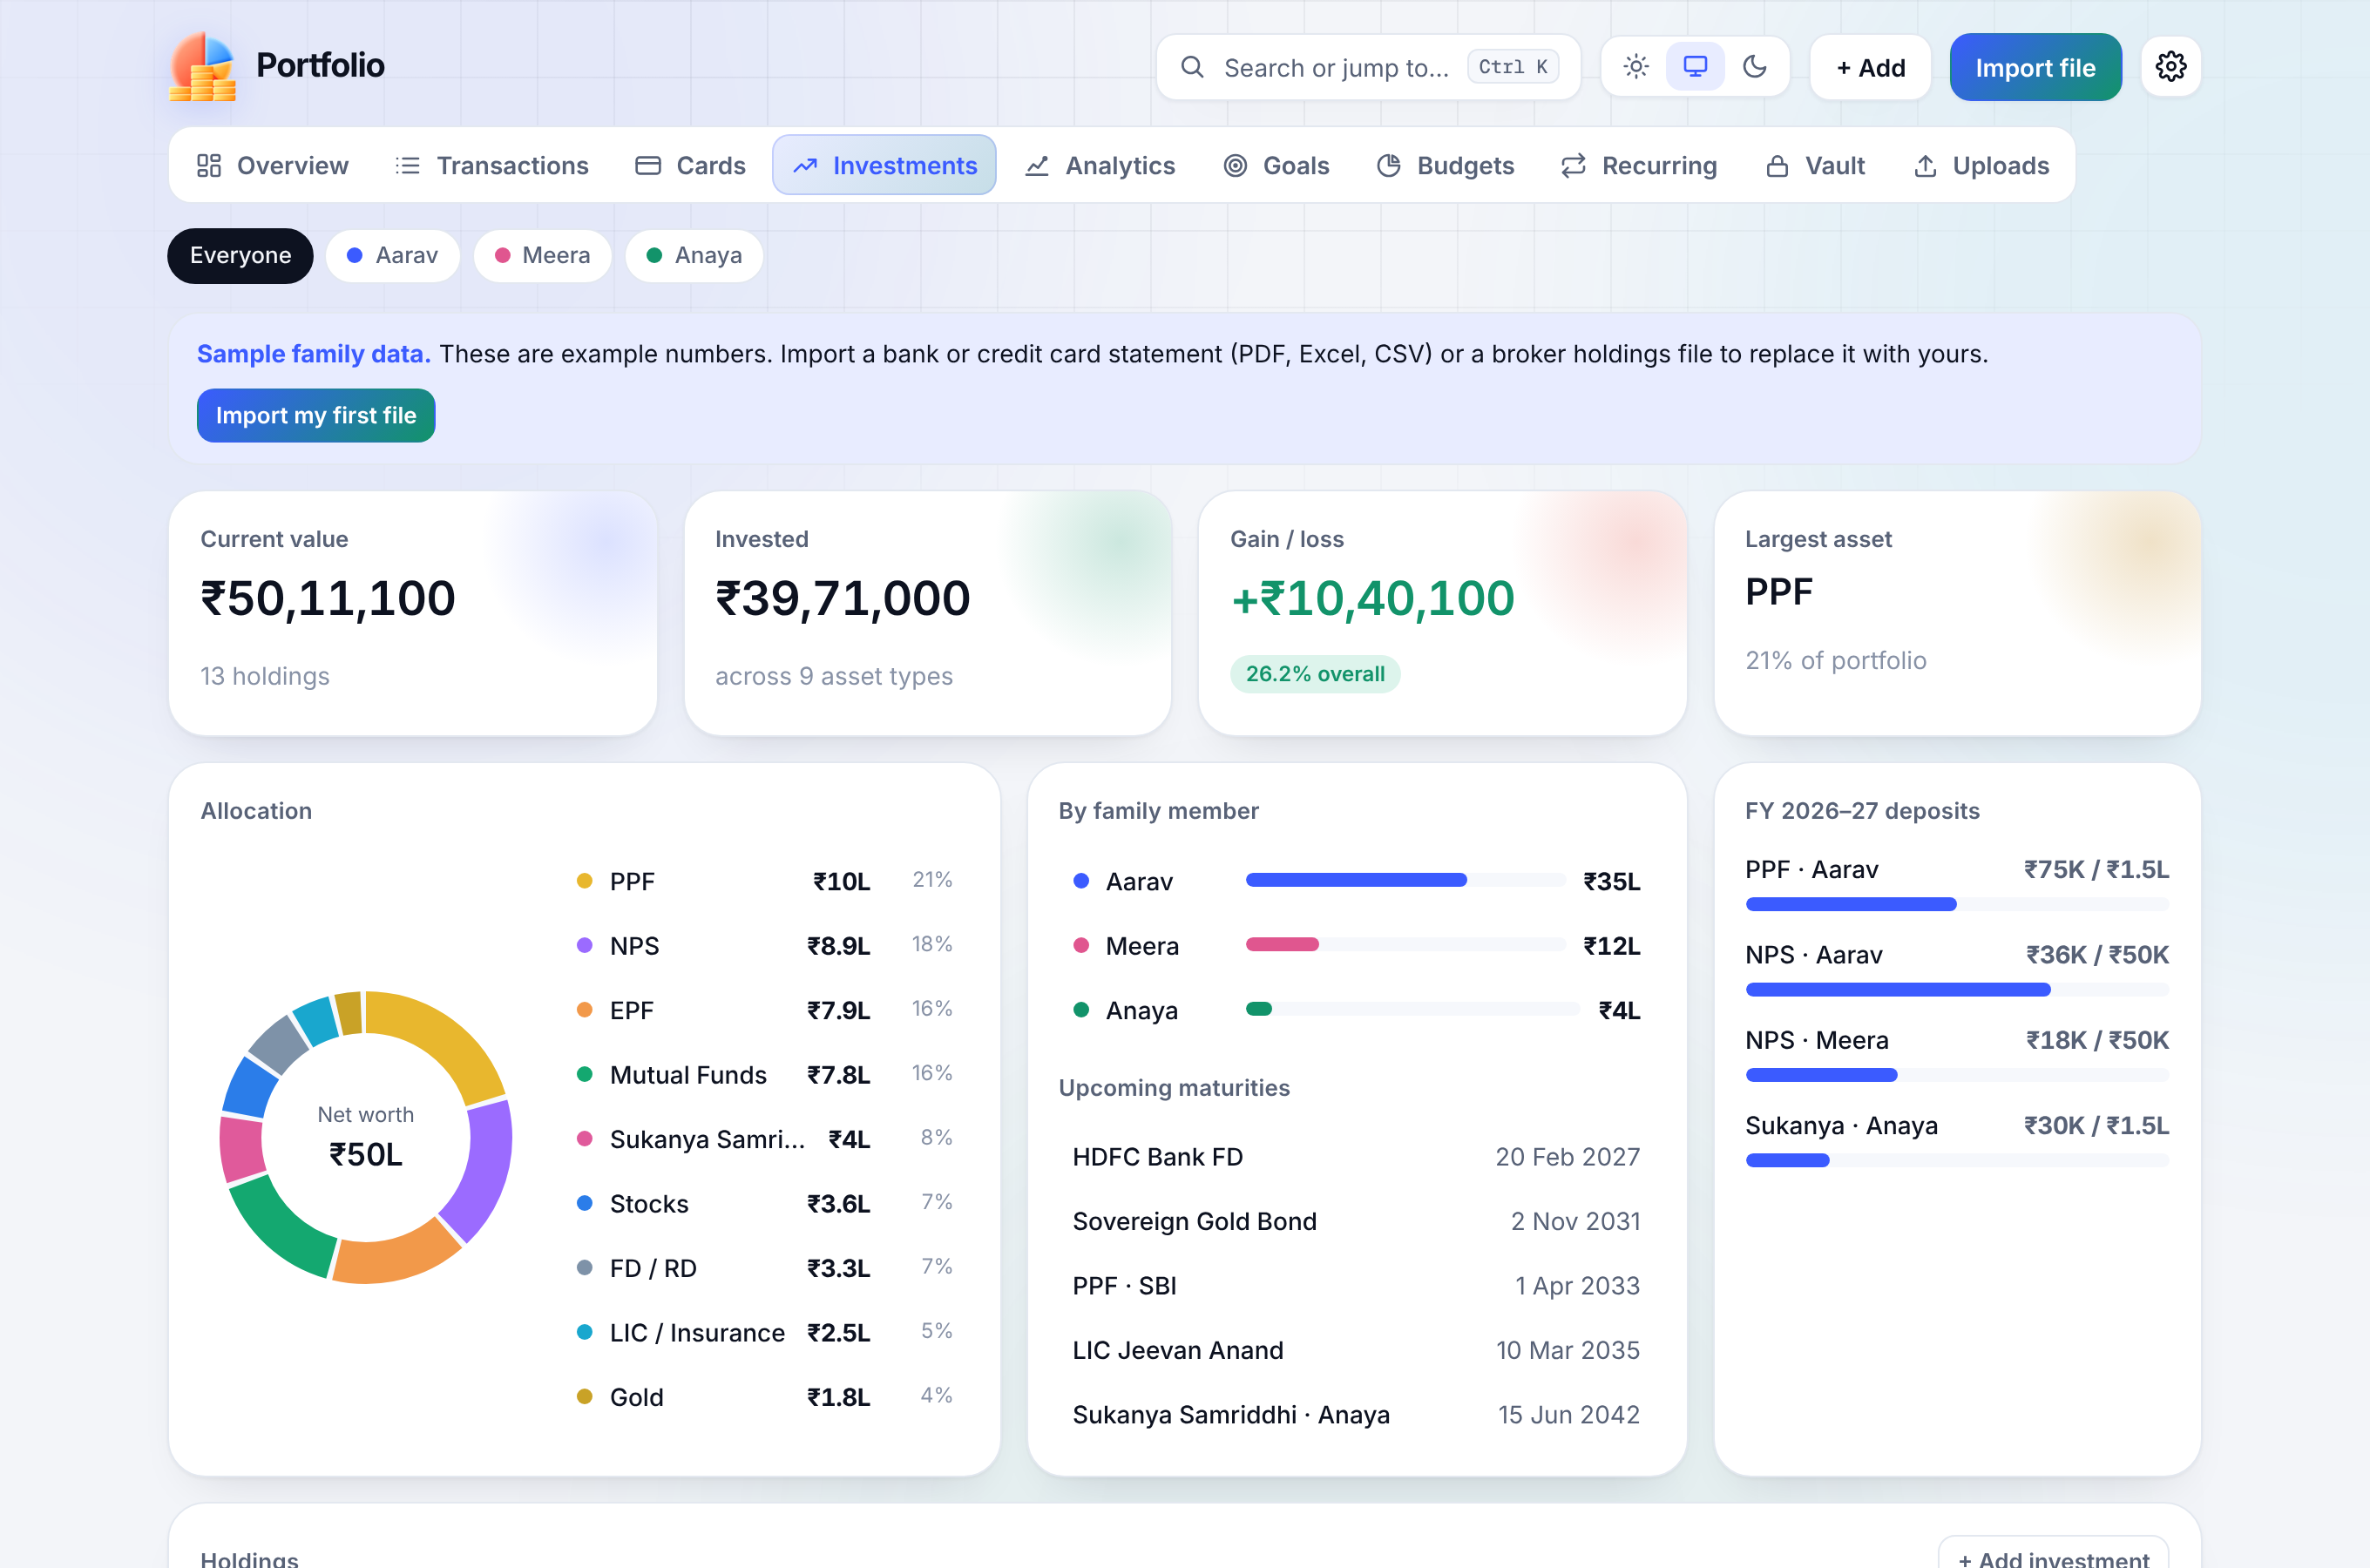 Portfolio
Search or jump to... Ctrl K
+ Add
Import file
Overview Transactions Cards Investments Analytics Goals Budgets Recurring Vault Uploads
Everyone Aarav Meera Anaya
Sample family data. These are example numbers. Import a bank or credit card statement (PDF, Excel, CSV) or a broker holdings file to replace it with yours.
Import my first file
Current value
₹50,11,100
13 holdings
Invested
₹39,71,000
across 9 asset types
Gain / loss
+₹10,40,100
26.2% overall
Largest asset
PPF
21% of portfolio
Allocation
Net worth
₹50L
PPF ₹10L 21%
NPS ₹8.9L 18%
EPF ₹7.9L 16%
Mutual Funds ₹7.8L 16%
Sukanya Samri... ₹4L 8%
Stocks ₹3.6L 7%
FD / RD ₹3.3L 7%
LIC / Insurance ₹2.5L 5%
Gold ₹1.8L 4%
By family member
Aarav ₹35L
Meera ₹12L
Anaya ₹4L
Upcoming maturities
HDFC Bank FD 20 Feb 2027
Sovereign Gold Bond 2 Nov 2031
PPF · SBI 1 Apr 2033
LIC Jeevan Anand 10 Mar 2035
Sukanya Samriddhi · Anaya 15 Jun 2042
FY 2026–27 deposits
PPF · Aarav ₹75K / ₹1.5L
NPS · Aarav ₹36K / ₹50K
NPS · Meera ₹18K / ₹50K
Sukanya · Anaya ₹30K / ₹1.5L
Holdings
+ Add investment